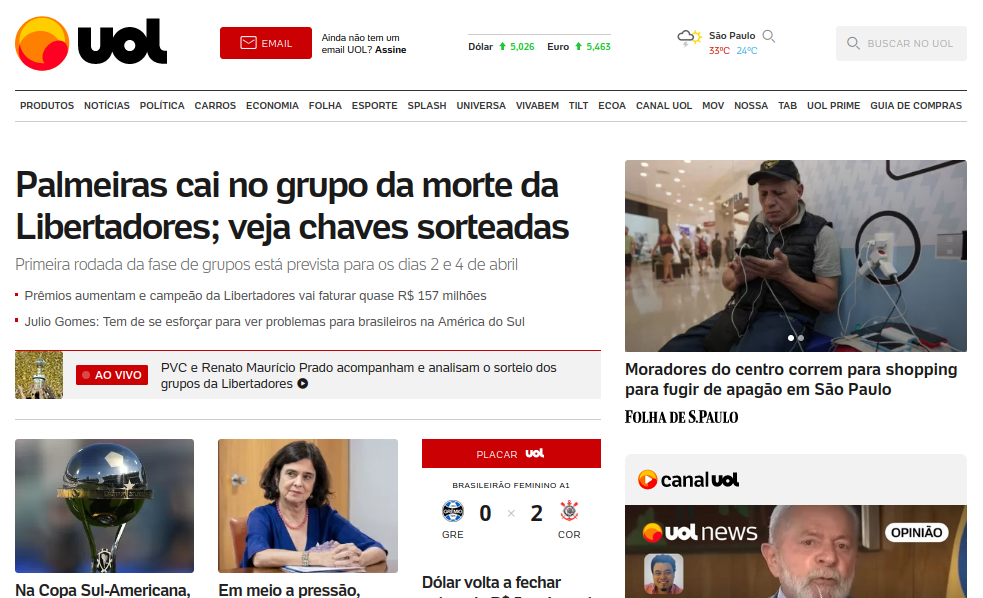 uol
EMAIL
Ainda não tem um
email UOL? Assine
Dólar 5,026 Euro 5,463
São Paulo
33ºC 24ºC
BUSCAR NO UOL
PRODUTOS NOTÍCIAS POLÍTICA CARROS ECONOMIA FOLHA ESPORTE SPLASH UNIVERSA VIVABEM TILT ECOA CANAL UOL MOV NOSSA TAB UOL PRIME GUIA DE COMPRAS
Palmeiras cai no grupo da morte da
Libertadores; veja chaves sorteadas
Primeira rodada da fase de grupos está prevista para os dias 2 e 4 de abril
Prêmios aumentam e campeão da Libertadores vai faturar quase R$ 157 milhões
Julio Gomes: Tem de se esforçar para ver problemas para brasileiros na América do Sul
AO VIVO
PVC e Renato Maurício Prado acompanham e analisam o sorteio dos
grupos da Libertadores
Moradores do centro correm para shopping
para fugir de apagão em São Paulo
FOLHA DE S.PAULO
Na Copa Sul-Americana,
Em meio a pressão,
PLACAR uol
BRASILEIRÃO FEMININO A1
GRÊMIO 0 × 2
GRE COR
Dólar volta a fechar
canal uol
uol news
OPINIÃO